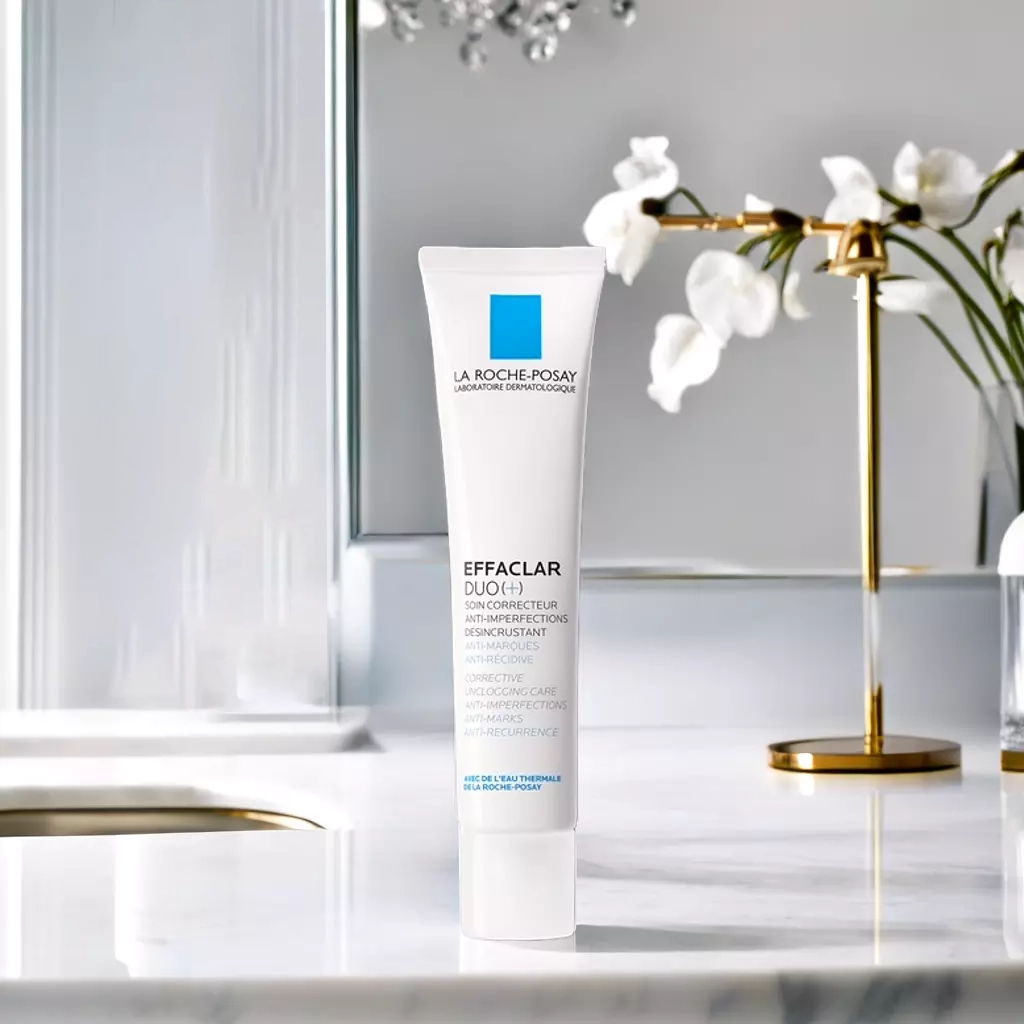 LA ROCHE-POSAY
LABORATOIRE DERMATOLOGIQUE
EFFACLAR
DUO(+)
SOIN CORRECTEUR
ANTI-IMPERFECTIONS
DÉSINCRUSTANT
ANTI-MARQUES
ANTI-RÉCIDIVE
CORRECTIVE
UNCLOGGING CARE
ANTI-IMPERFECTIONS
ANTI-MARKS
ANTI-RECURRENCE
AVEC DE L'EAU THERMALE
DE LA ROCHE-POSAY